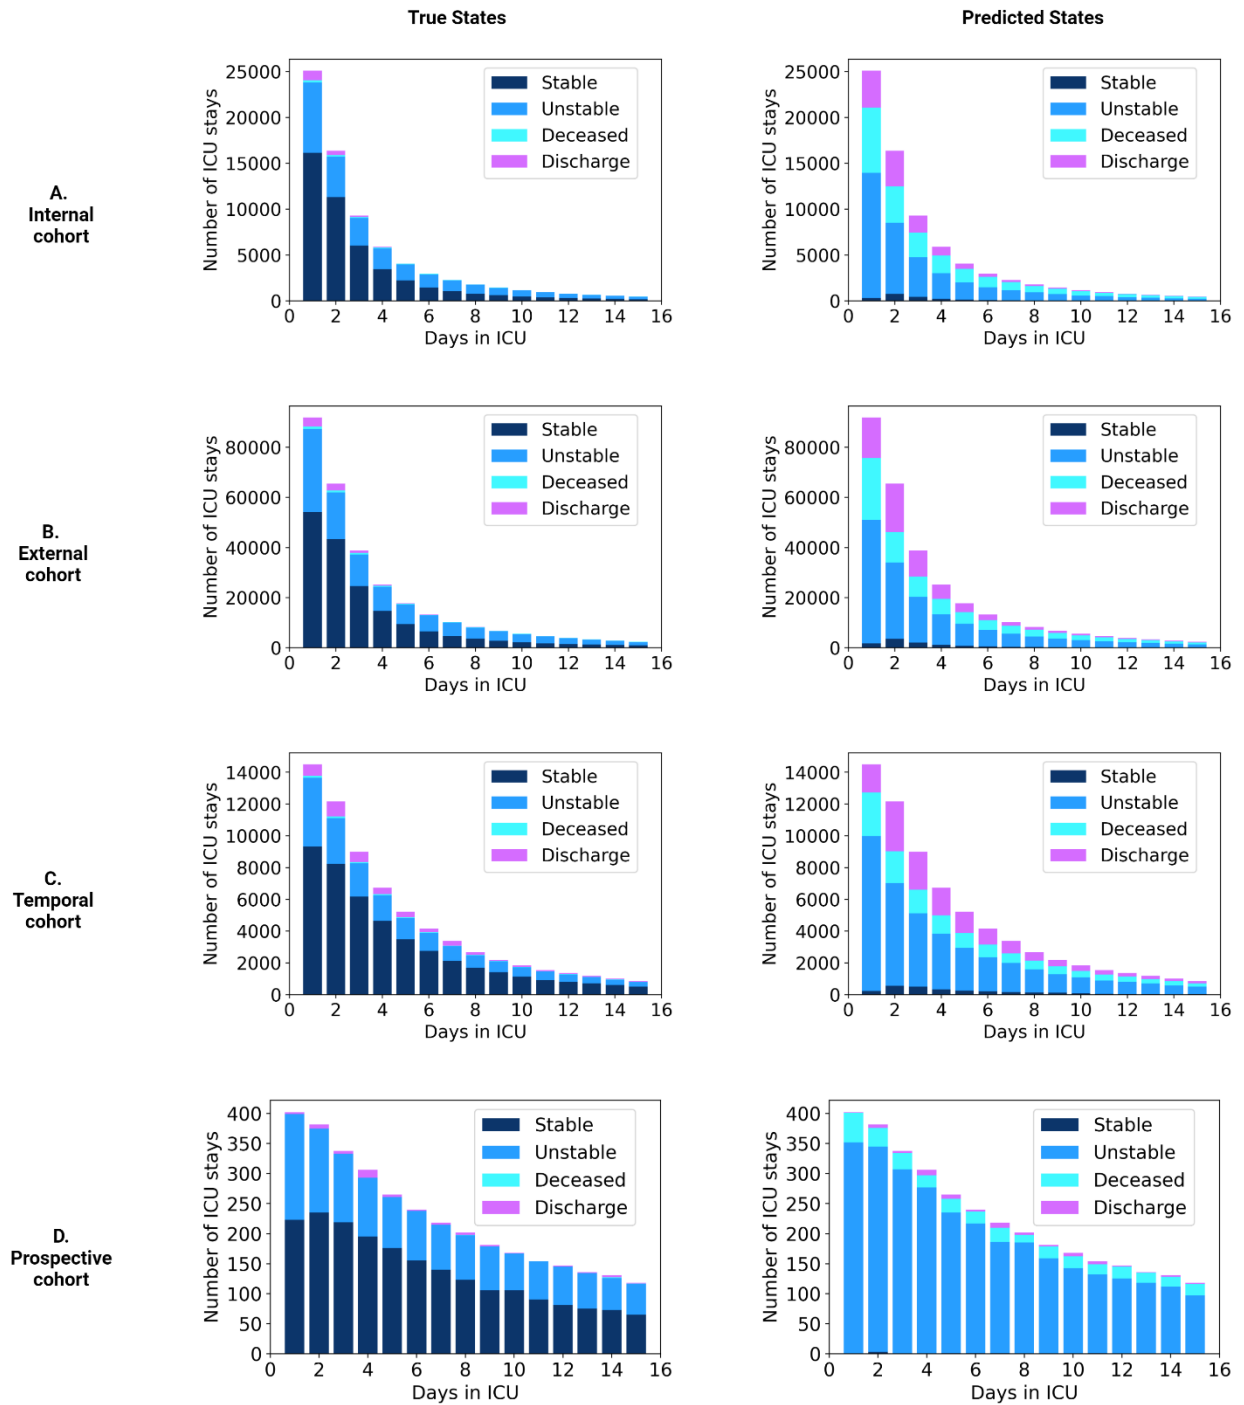 True States
Predicted States
A.
Internal
cohort
Number of ICU stays
25000
20000
15000
10000
5000
0
0 2 4 6 8 10 12 14 16
Days in ICU
Stable
Unstable
Deceased
Discharge
Number of ICU stays
25000
20000
15000
10000
5000
0
0 2 4 6 8 10 12 14 16
Days in ICU
Stable
Unstable
Deceased
Discharge
B.
External
cohort
Number of ICU stays
80000
60000
40000
20000
0
0 2 4 6 8 10 12 14 16
Days in ICU
Stable
Unstable
Deceased
Discharge
Number of ICU stays
80000
60000
40000
20000
0
0 2 4 6 8 10 12 14 16
Days in ICU
Stable
Unstable
Deceased
Discharge
C.
Temporal
cohort
Number of ICU stays
14000
12000
10000
8000
6000
4000
2000
0
0 2 4 6 8 10 12 14 16
Days in ICU
Stable
Unstable
Deceased
Discharge
Number of ICU stays
14000
12000
10000
8000
6000
4000
2000
0
0 2 4 6 8 10 12 14 16
Days in ICU
Stable
Unstable
Deceased
Discharge
D.
Prospective
cohort
Number of ICU stays
400
350
300
250
200
150
100
50
0
0 2 4 6 8 10 12 14 16
Days in ICU
Stable
Unstable
Deceased
Discharge
Number of ICU stays
400
350
300
250
200
150
100
50
0
0 2 4 6 8 10 12 14 16
Days in ICU
Stable
Unstable
Deceased
Discharge